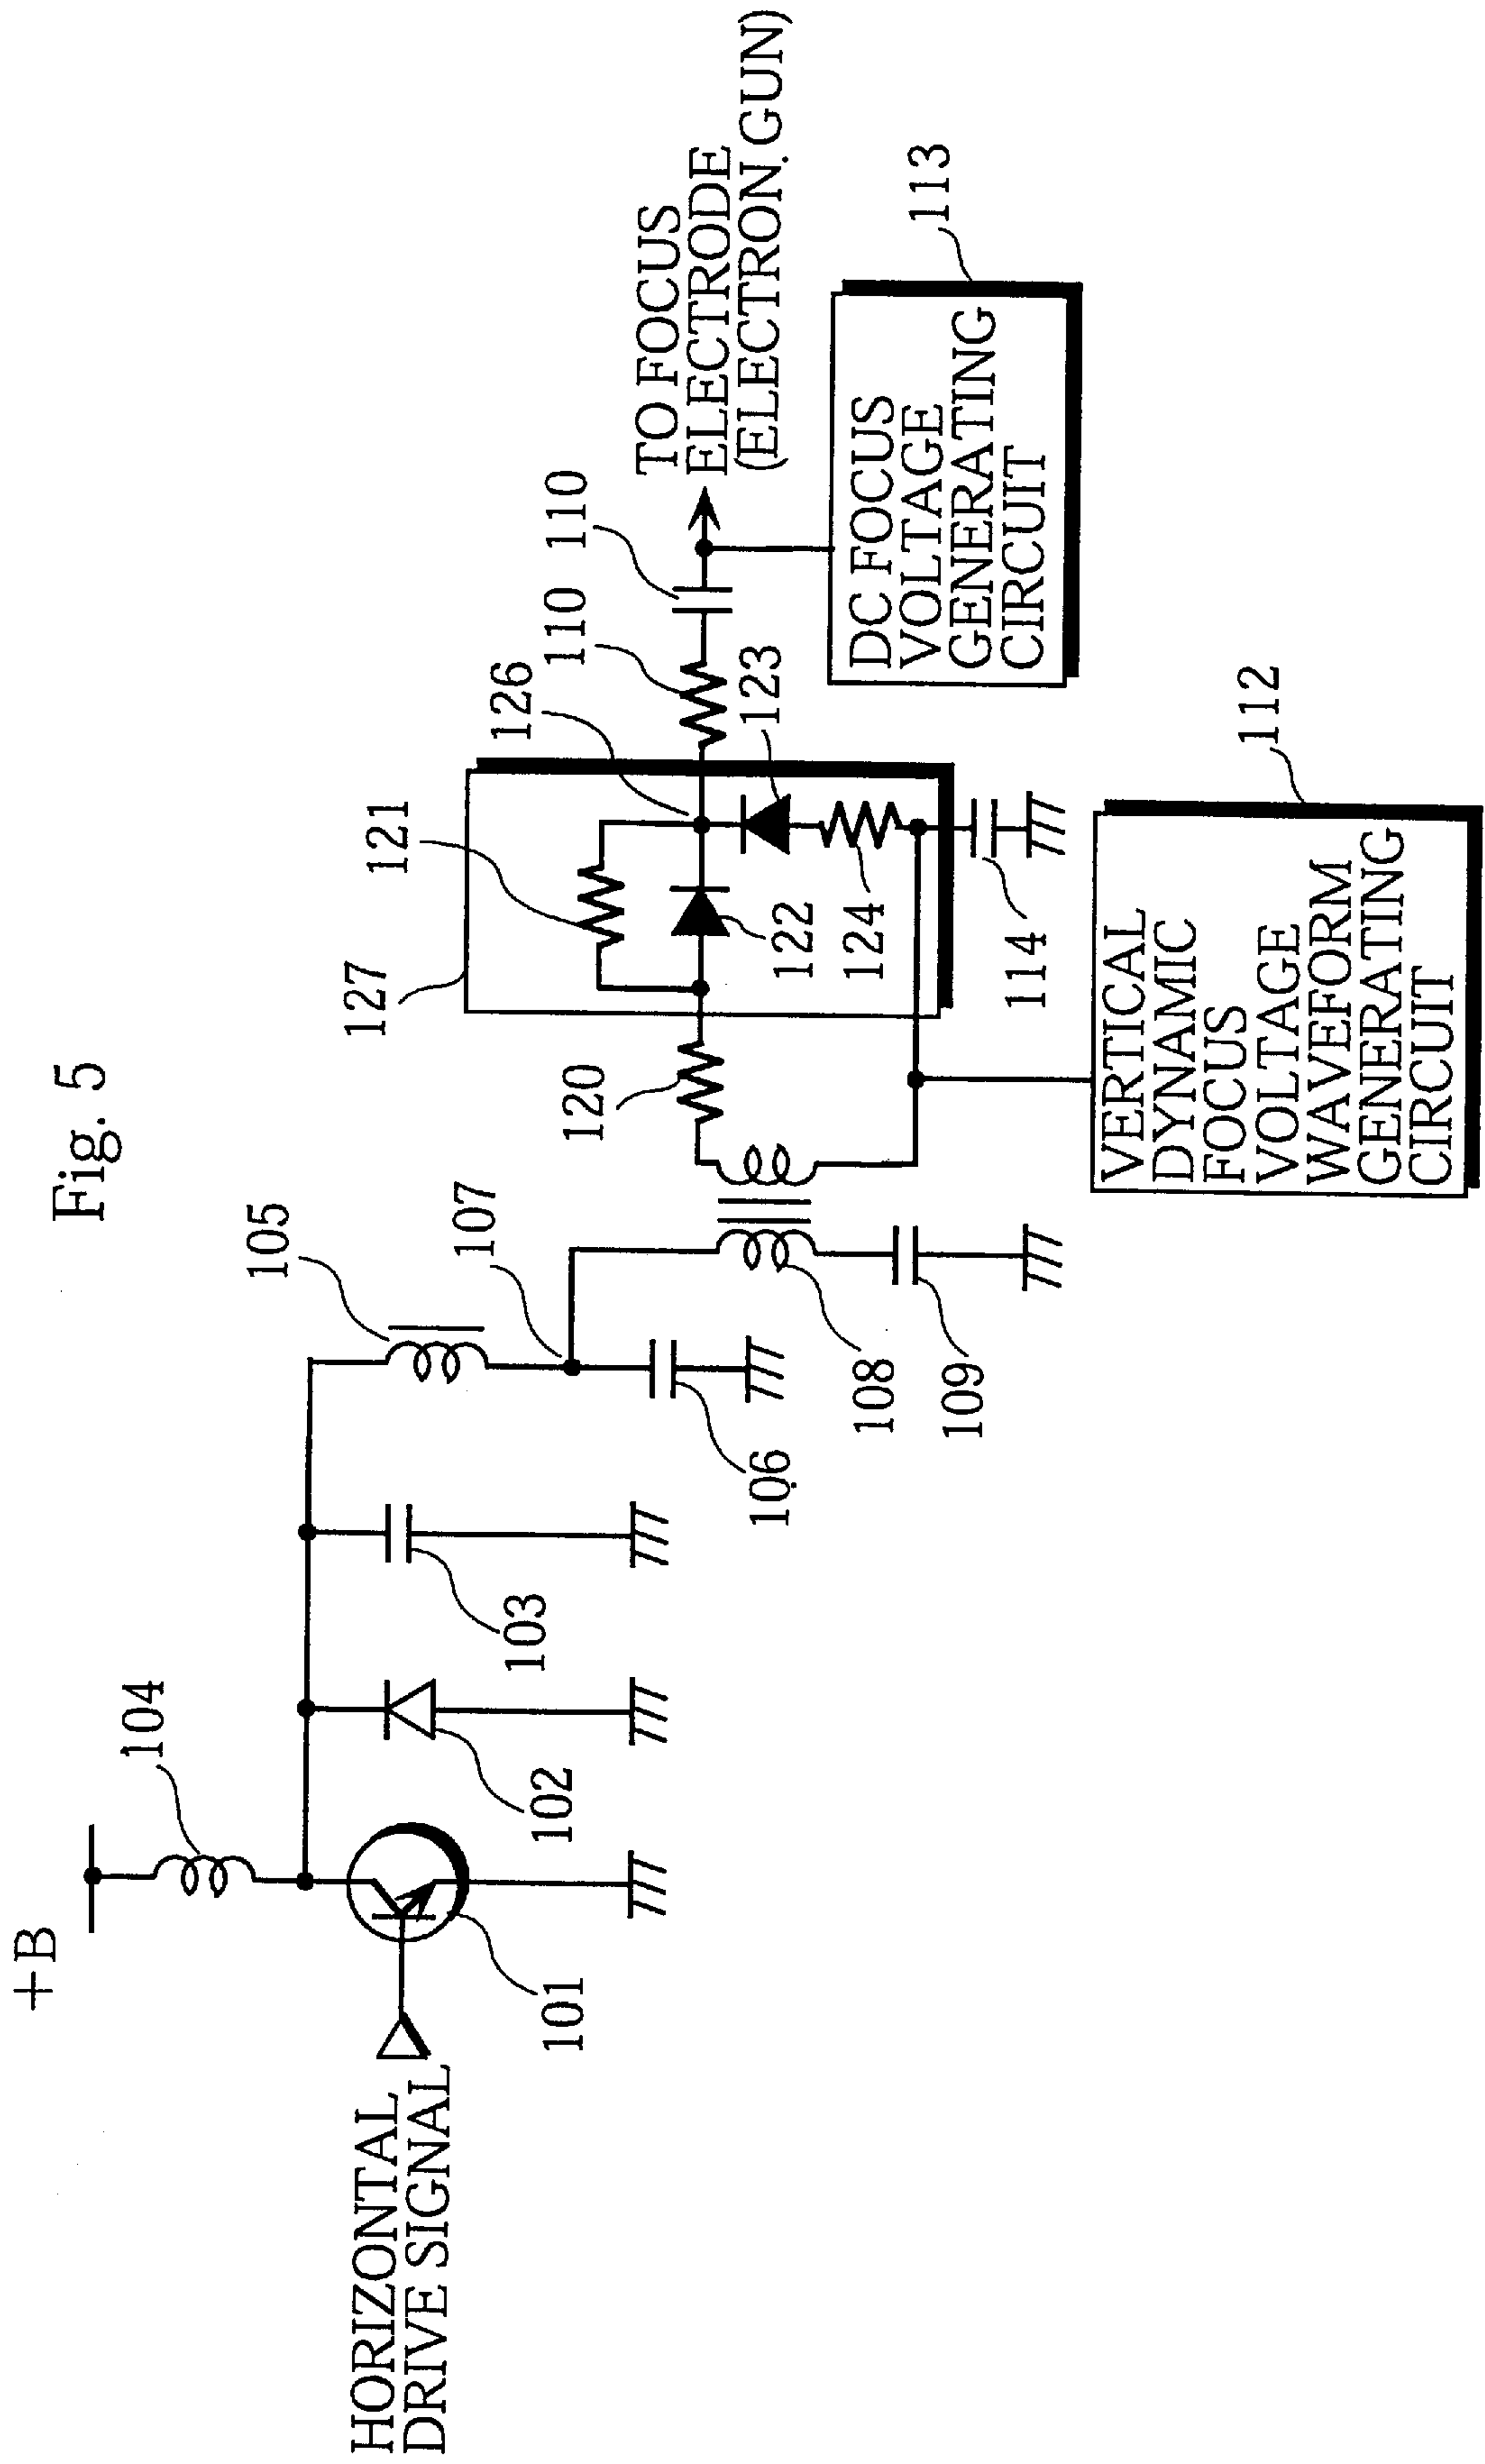 Fig. 5
+B
104
105
107
127
121
126
110
110
TO FOCUS
ELECTRODE
(ELECTRON GUN)
HORIZONTAL
DRIVE SIGNAL
101
102
103
106
108
109
120
122
124
123
114
113
DC FOCUS
VOLTAGE
GENERATING
CIRCUIT
112
VERTICAL
DYNAMIC
FOCUS
VOLTAGE
WAVEFORM
GENERATING
CIRCUIT